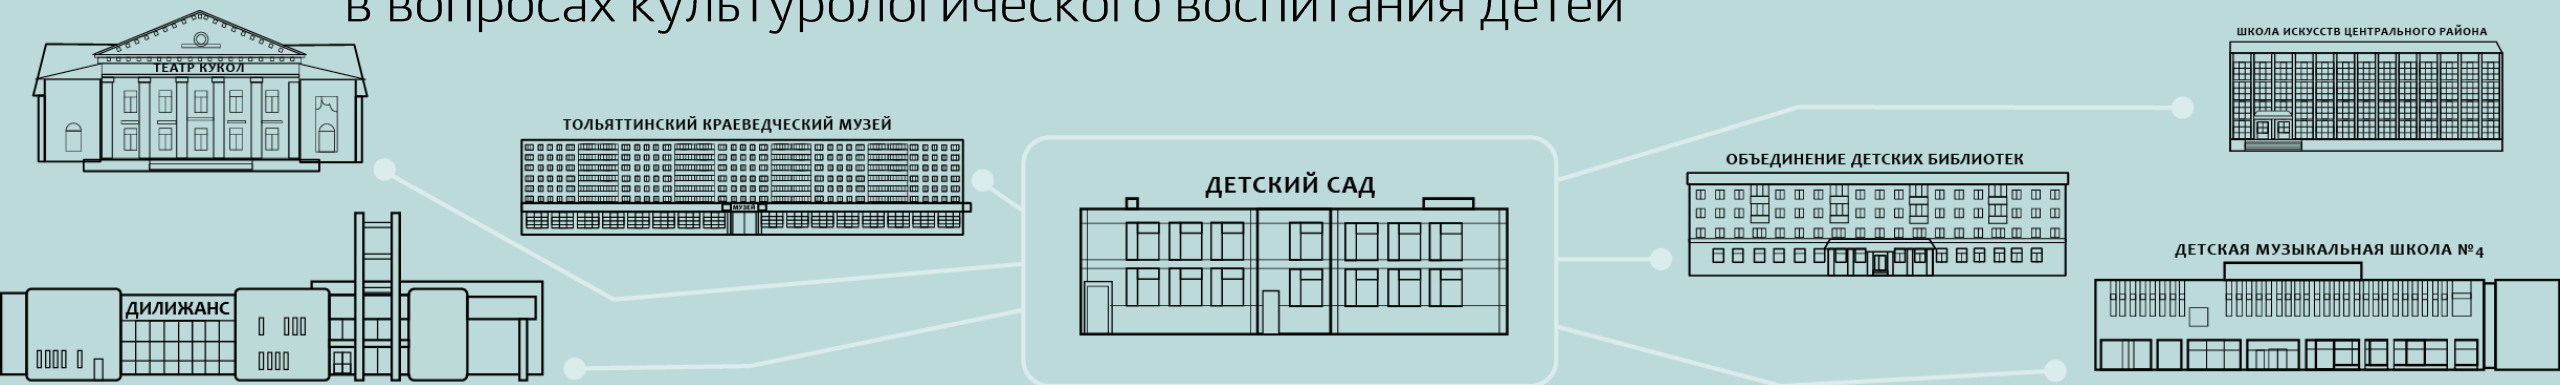 в вопросах культурологического воспитания детей
ШКОЛА ИСКУССТВ ЦЕНТРАЛЬНОГО РАЙОНА
ТЕАТР КУКОЛ
ТОЛЬЯТТИНСКИЙ КРАЕВЕДЧЕСКИЙ МУЗЕЙ
ОБЪЕДИНЕНИЕ ДЕТСКИХ БИБЛИОТЕК
ДЕТСКИЙ САД
МУЗЕЙ
ДЕТСКАЯ МУЗЫКАЛЬНАЯ ШКОЛА №4
ДИЛИЖАНС